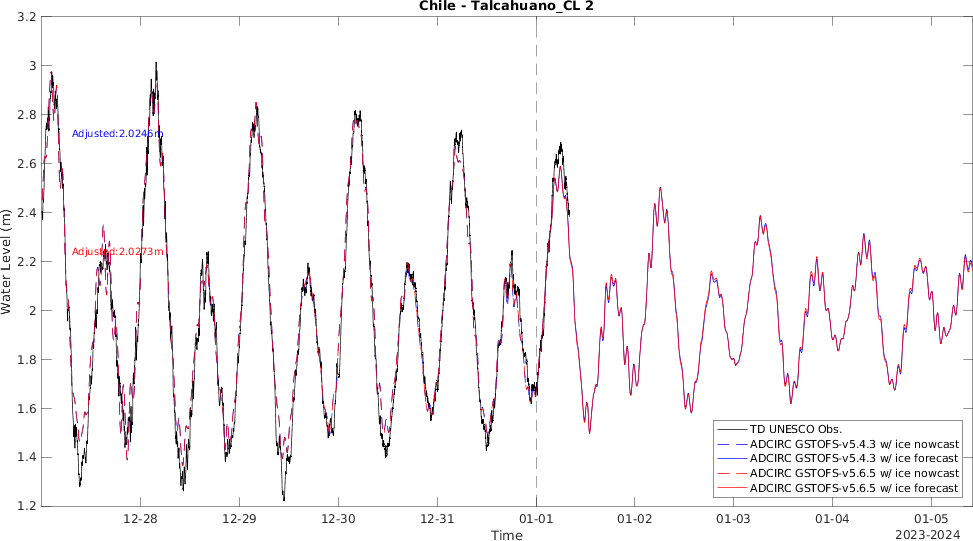 Chile - Talcahuano_CL 2
3.2
3
2.8
2.6
2.4
2.2
2
1.8
1.6
1.4
1.2
Water Level (m)
Adjusted:2.0246m
Adjusted:2.0273m
TD UNESCO Obs.
ADCIRC GSTOFS-v5.4.3 w/ ice nowcast
ADCIRC GSTOFS-v5.4.3 w/ ice forecast
ADCIRC GSTOFS-v5.6.5 w/ ice nowcast
ADCIRC GSTOFS-v5.6.5 w/ ice forecast
12-28 12-29 12-30 12-31 01-01 01-02 01-03 01-04 01-05
Time
2023-2024